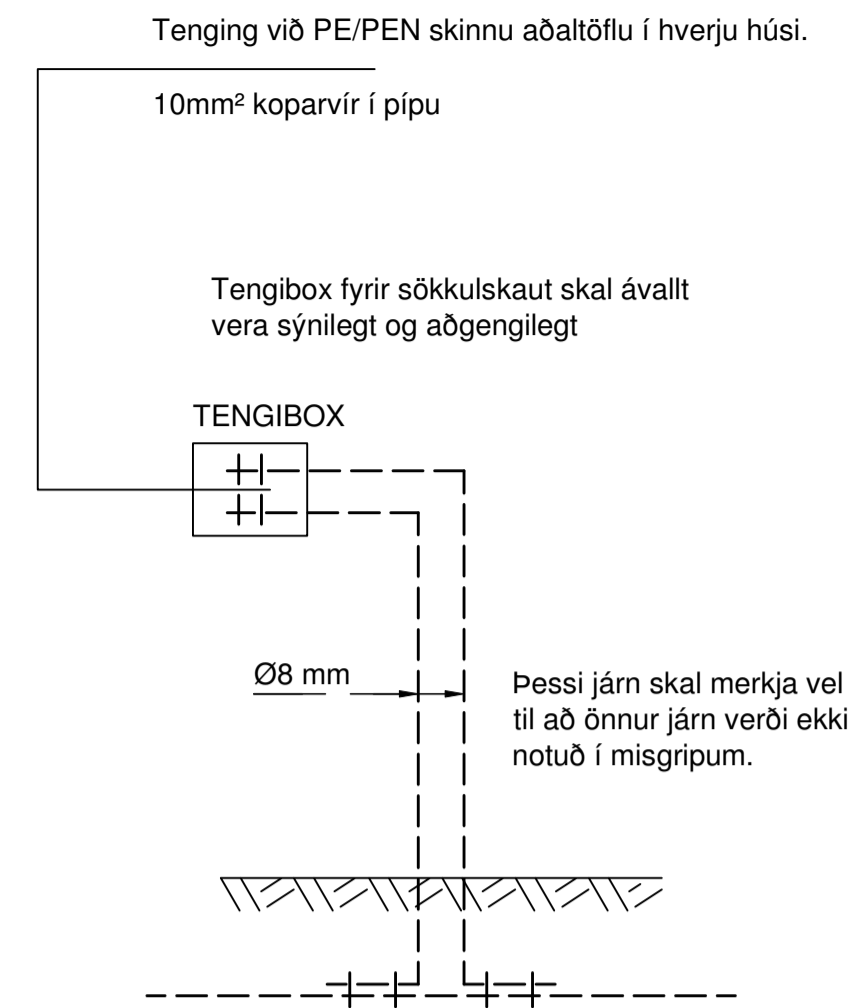 Tenging við PE/PEN skinnu aðaltöflu í hverju húsi.
10mm² koparvír í pípu
Tengibox fyrir sökkulskaut skal ávallt
vera sýnilegt og aðgengilegt
TENGIBOX
Ø8 mm
Þessi járn skal merkja vel
til að önnur járn verði ekki
notuð í misgripum.